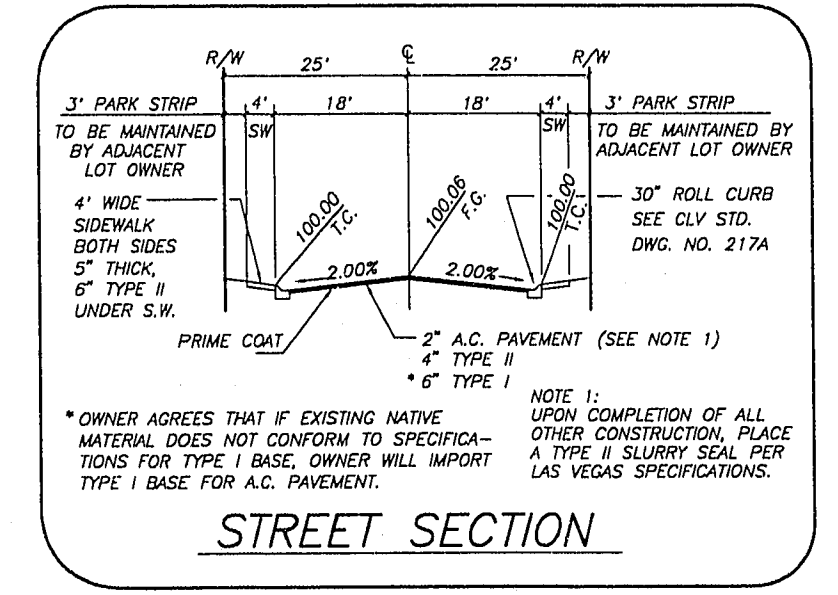 R/W ℄ R/W
25' 25'
3' PARK STRIP 4' 18' 18' 4' 3' PARK STRIP
SW SW
TO BE MAINTAINED
BY ADJACENT
LOT OWNER
TO BE MAINTAINED BY
ADJACENT LOT OWNER
4' WIDE
SIDEWALK
BOTH SIDES
5" THICK,
6" TYPE II
UNDER S.W.
100.00
T.C.
100.06
F.G.
100.00
T.C.
30" ROLL CURB
SEE CLV STD.
DWG. NO. 217A
2.00% 2.00%
PRIME COAT
2" A.C. PAVEMENT (SEE NOTE 1)
4" TYPE II
* 6" TYPE I
* OWNER AGREES THAT IF EXISTING NATIVE
MATERIAL DOES NOT CONFORM TO SPECIFICA-
TIONS FOR TYPE I BASE, OWNER WILL IMPORT
TYPE I BASE FOR A.C. PAVEMENT.
NOTE 1:
UPON COMPLETION OF ALL
OTHER CONSTRUCTION, PLACE
A TYPE II SLURRY SEAL PER
LAS VEGAS SPECIFICATIONS.
STREET SECTION